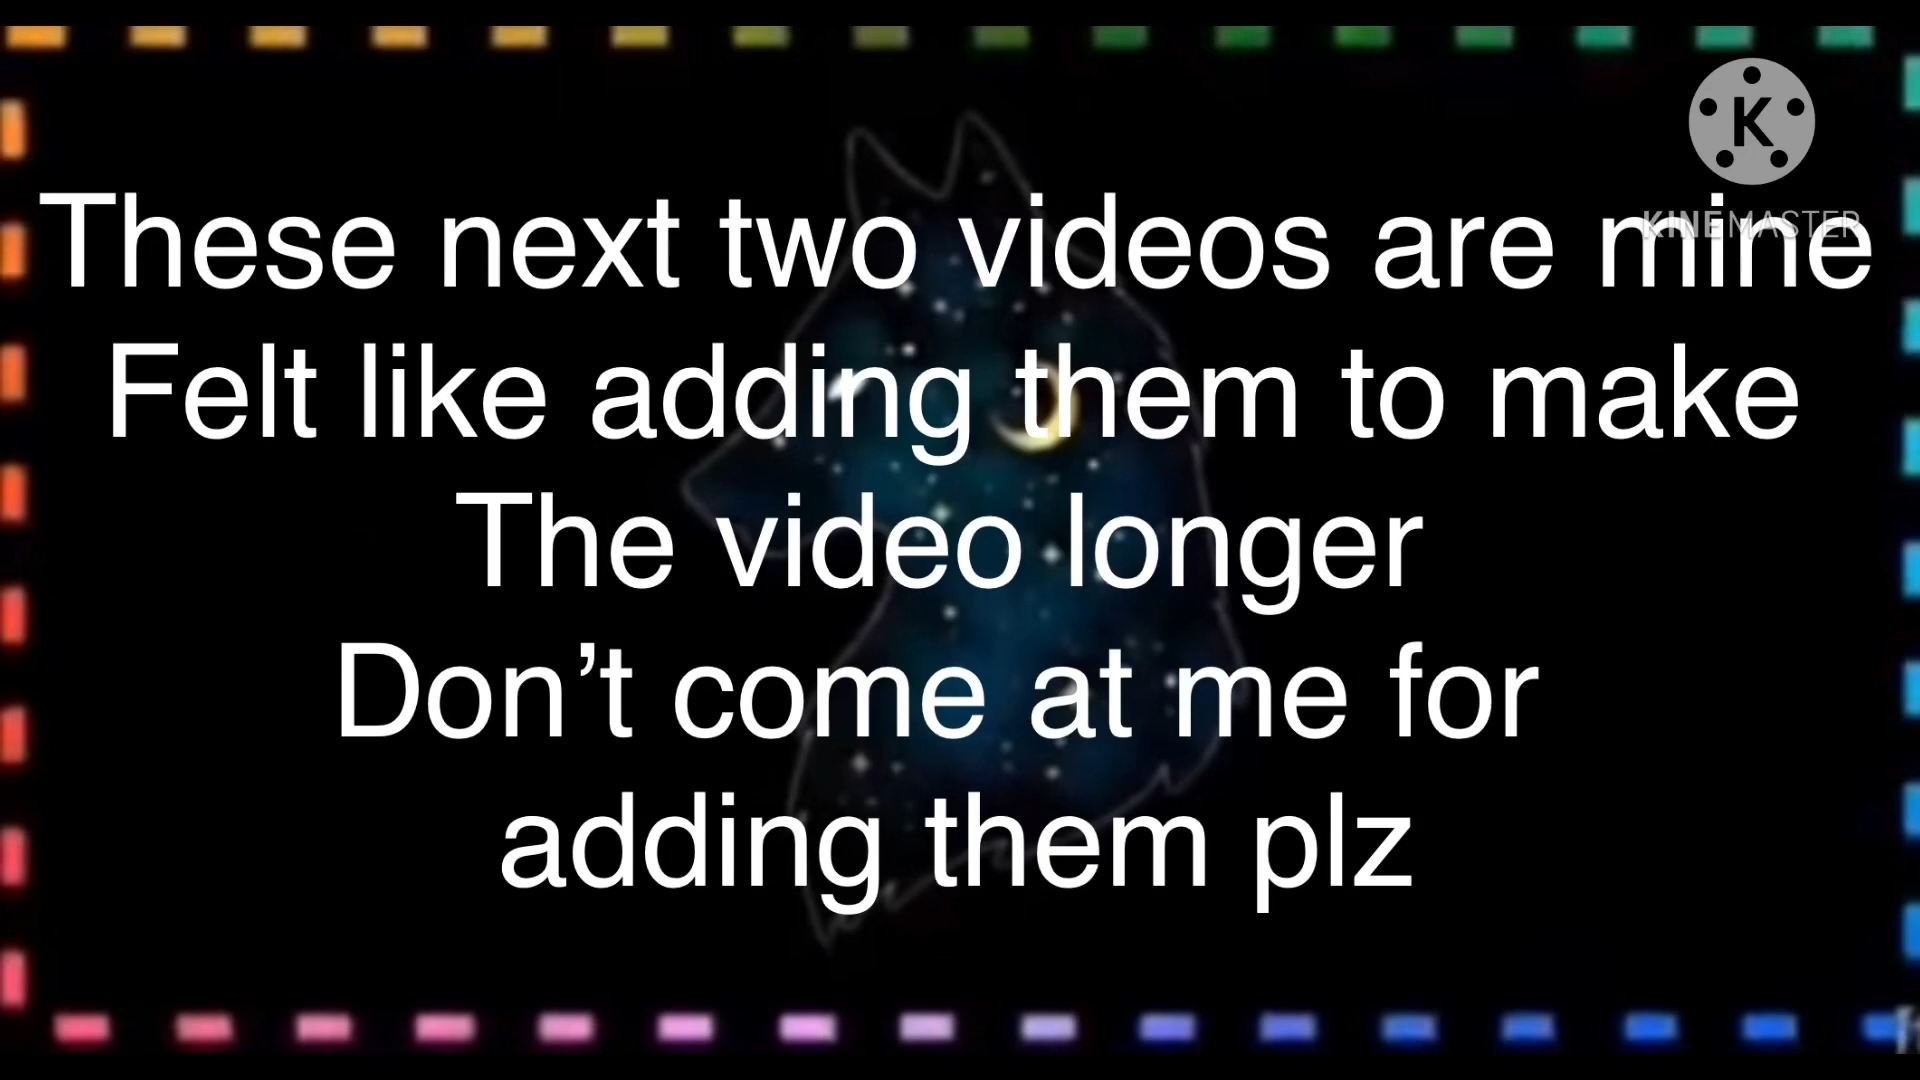 K
KINEMASTER
These next two videos are mine
Felt like adding them to make
The video longer
Don’t come at me for
adding them plz